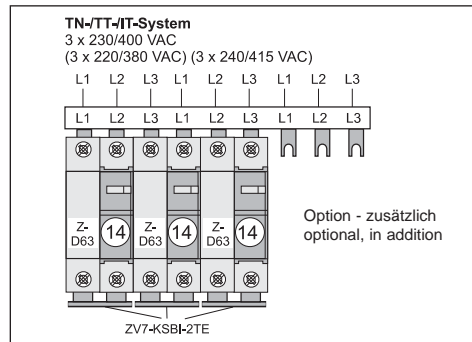 TN-/TT-/IT-System
3 x 230/400 VAC
(3 x 220/380 VAC) (3 x 240/415 VAC)
L1 L2 L3 L1 L2 L3 L1 L2 L3
L1 L2 L3 L1 L2 L3 L1 L2 L3
Z-D63 14 Z-D63 14 Z-D63 14
Option - zusätzlich
optional, in addition
ZV7-KSBI-2TE